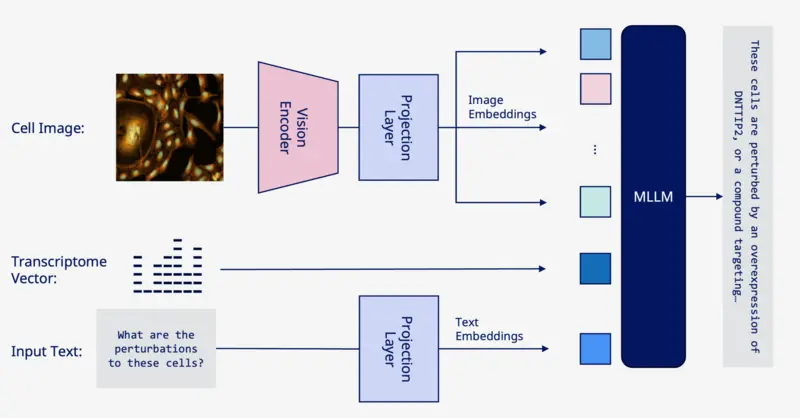 Cell Image:
Vision
Encoder
Projection
Layer
Image
Embeddings
...
MLLM
These cells are perturbed by an overexpression of
DNTTIP2, or a compound targeting…
Transcriptome
Vector:
Input Text:
What are the
perturbations
to these cells?
Projection
Layer
Text
Embeddings